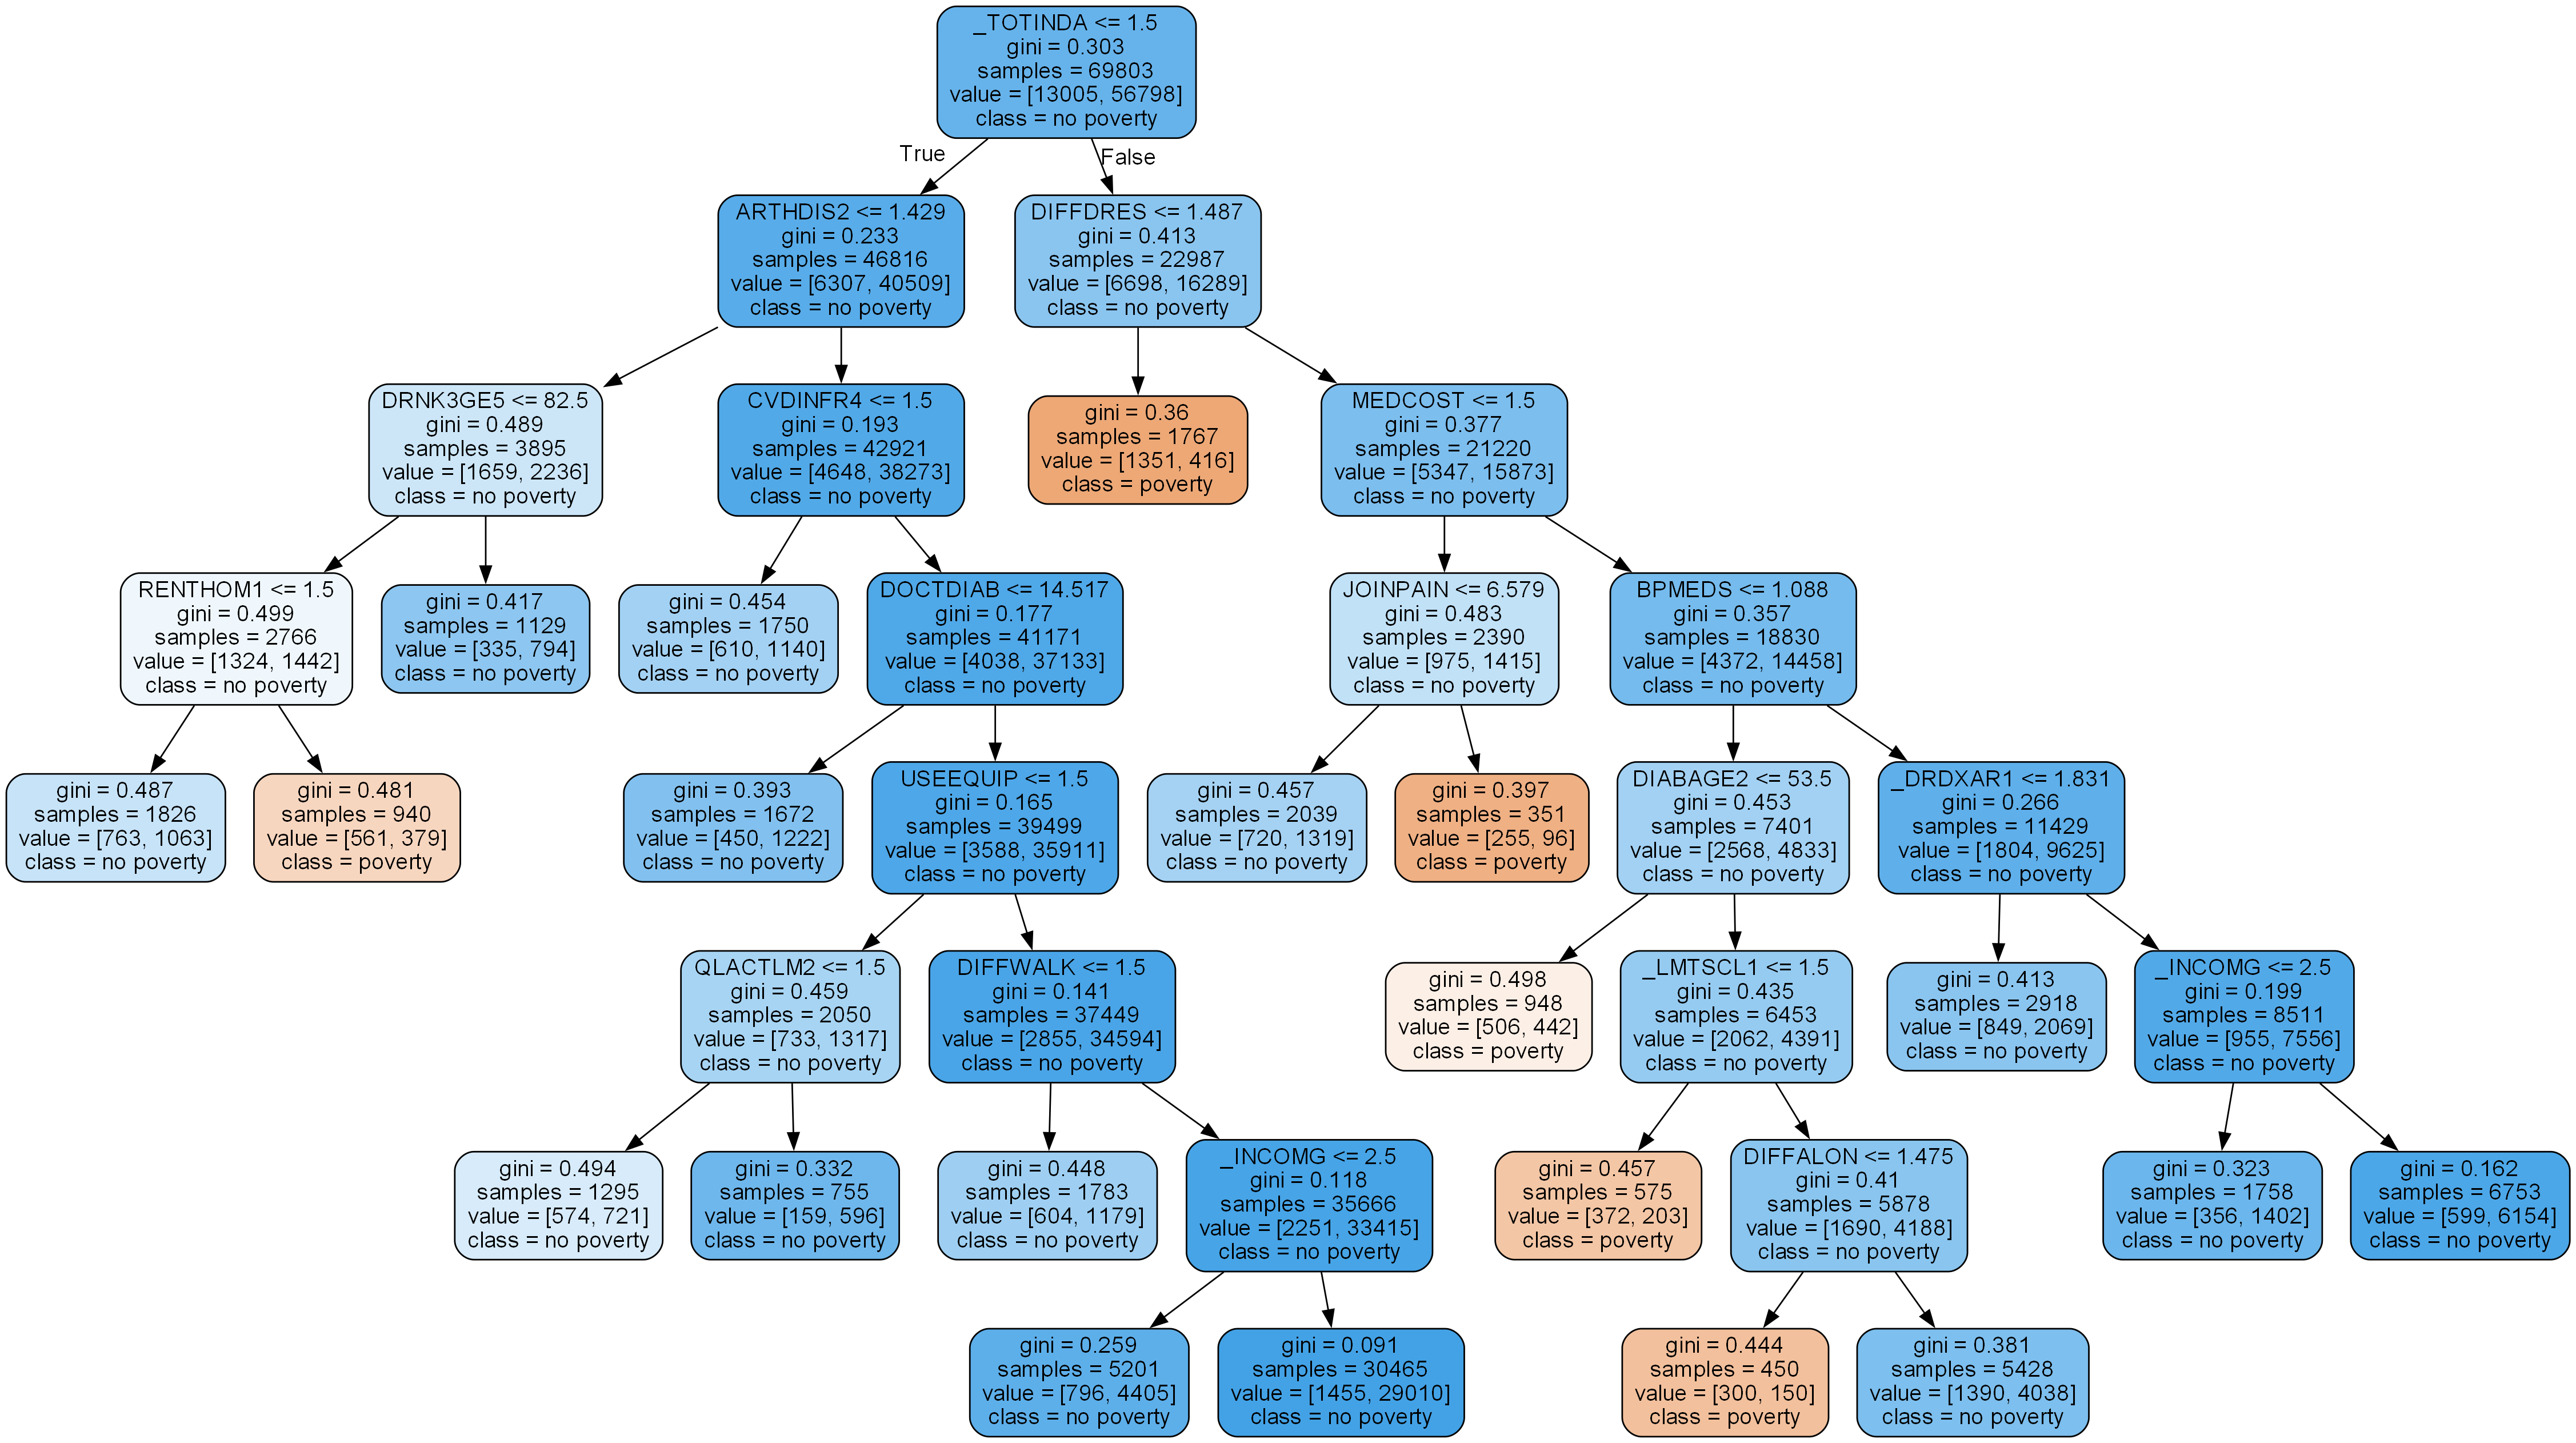 _TOTINDA <= 1.5
gini = 0.303
samples = 69803
value = [13005, 56798]
class = no poverty
True
False
ARTHDIS2 <= 1.429
gini = 0.233
samples = 46816
value = [6307, 40509]
class = no poverty
DIFFDRES <= 1.487
gini = 0.413
samples = 22987
value = [6698, 16289]
class = no poverty
DRNK3GE5 <= 82.5
gini = 0.489
samples = 3895
value = [1659, 2236]
class = no poverty
CVDINFR4 <= 1.5
gini = 0.193
samples = 42921
value = [4648, 38273]
class = no poverty
gini = 0.36
samples = 1767
value = [1351, 416]
class = poverty
MEDCOST <= 1.5
gini = 0.377
samples = 21220
value = [5347, 15873]
class = no poverty
RENTHOM1 <= 1.5
gini = 0.499
samples = 2766
value = [1324, 1442]
class = no poverty
gini = 0.417
samples = 1129
value = [335, 794]
class = no poverty
gini = 0.454
samples = 1750
value = [610, 1140]
class = no poverty
DOCTDIAB <= 14.517
gini = 0.177
samples = 41171
value = [4038, 37133]
class = no poverty
JOINPAIN <= 6.579
gini = 0.483
samples = 2390
value = [975, 1415]
class = no poverty
BPMEDS <= 1.088
gini = 0.357
samples = 18830
value = [4372, 14458]
class = no poverty
gini = 0.487
samples = 1826
value = [763, 1063]
class = no poverty
gini = 0.481
samples = 940
value = [561, 379]
class = poverty
gini = 0.393
samples = 1672
value = [450, 1222]
class = no poverty
USEEQUIP <= 1.5
gini = 0.165
samples = 39499
value = [3588, 35911]
class = no poverty
gini = 0.457
samples = 2039
value = [720, 1319]
class = no poverty
gini = 0.397
samples = 351
value = [255, 96]
class = poverty
DIABAGE2 <= 53.5
gini = 0.453
samples = 7401
value = [2568, 4833]
class = no poverty
_DRDXAR1 <= 1.831
gini = 0.266
samples = 11429
value = [1804, 9625]
class = no poverty
QLACTLM2 <= 1.5
gini = 0.459
samples = 2050
value = [733, 1317]
class = no poverty
DIFFWALK <= 1.5
gini = 0.141
samples = 37449
value = [2855, 34594]
class = no poverty
gini = 0.498
samples = 948
value = [506, 442]
class = poverty
_LMTSCL1 <= 1.5
gini = 0.435
samples = 6453
value = [2062, 4391]
class = no poverty
gini = 0.413
samples = 2918
value = [849, 2069]
class = no poverty
_INCOMG <= 2.5
gini = 0.199
samples = 8511
value = [955, 7556]
class = no poverty
gini = 0.494
samples = 1295
value = [574, 721]
class = no poverty
gini = 0.332
samples = 755
value = [159, 596]
class = no poverty
gini = 0.448
samples = 1783
value = [604, 1179]
class = no poverty
_INCOMG <= 2.5
gini = 0.118
samples = 35666
value = [2251, 33415]
class = no poverty
gini = 0.457
samples = 575
value = [372, 203]
class = poverty
DIFFALON <= 1.475
gini = 0.41
samples = 5878
value = [1690, 4188]
class = no poverty
gini = 0.323
samples = 1758
value = [356, 1402]
class = no poverty
gini = 0.162
samples = 6753
value = [599, 6154]
class = no poverty
gini = 0.259
samples = 5201
value = [796, 4405]
class = no poverty
gini = 0.091
samples = 30465
value = [1455, 29010]
class = no poverty
gini = 0.444
samples = 450
value = [300, 150]
class = poverty
gini = 0.381
samples = 5428
value = [1390, 4038]
class = no poverty